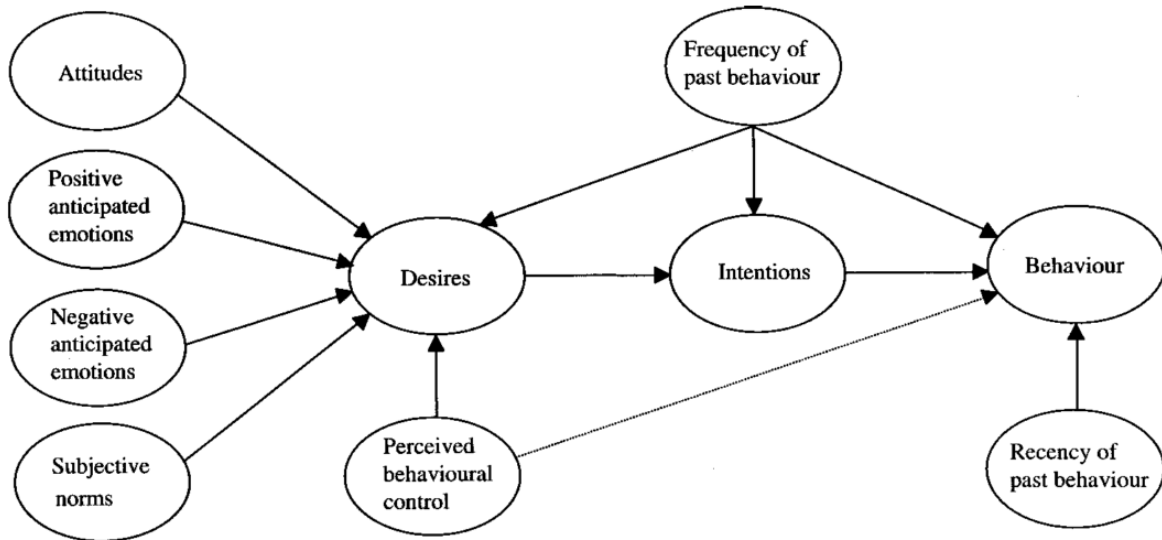 Attitudes
Frequency of
past behaviour
Positive
anticipated
emotions
Desires
Intentions
Behaviour
Negative
anticipated
emotions
Subjective
norms
Perceived
behavioural
control
Recency of
past behaviour